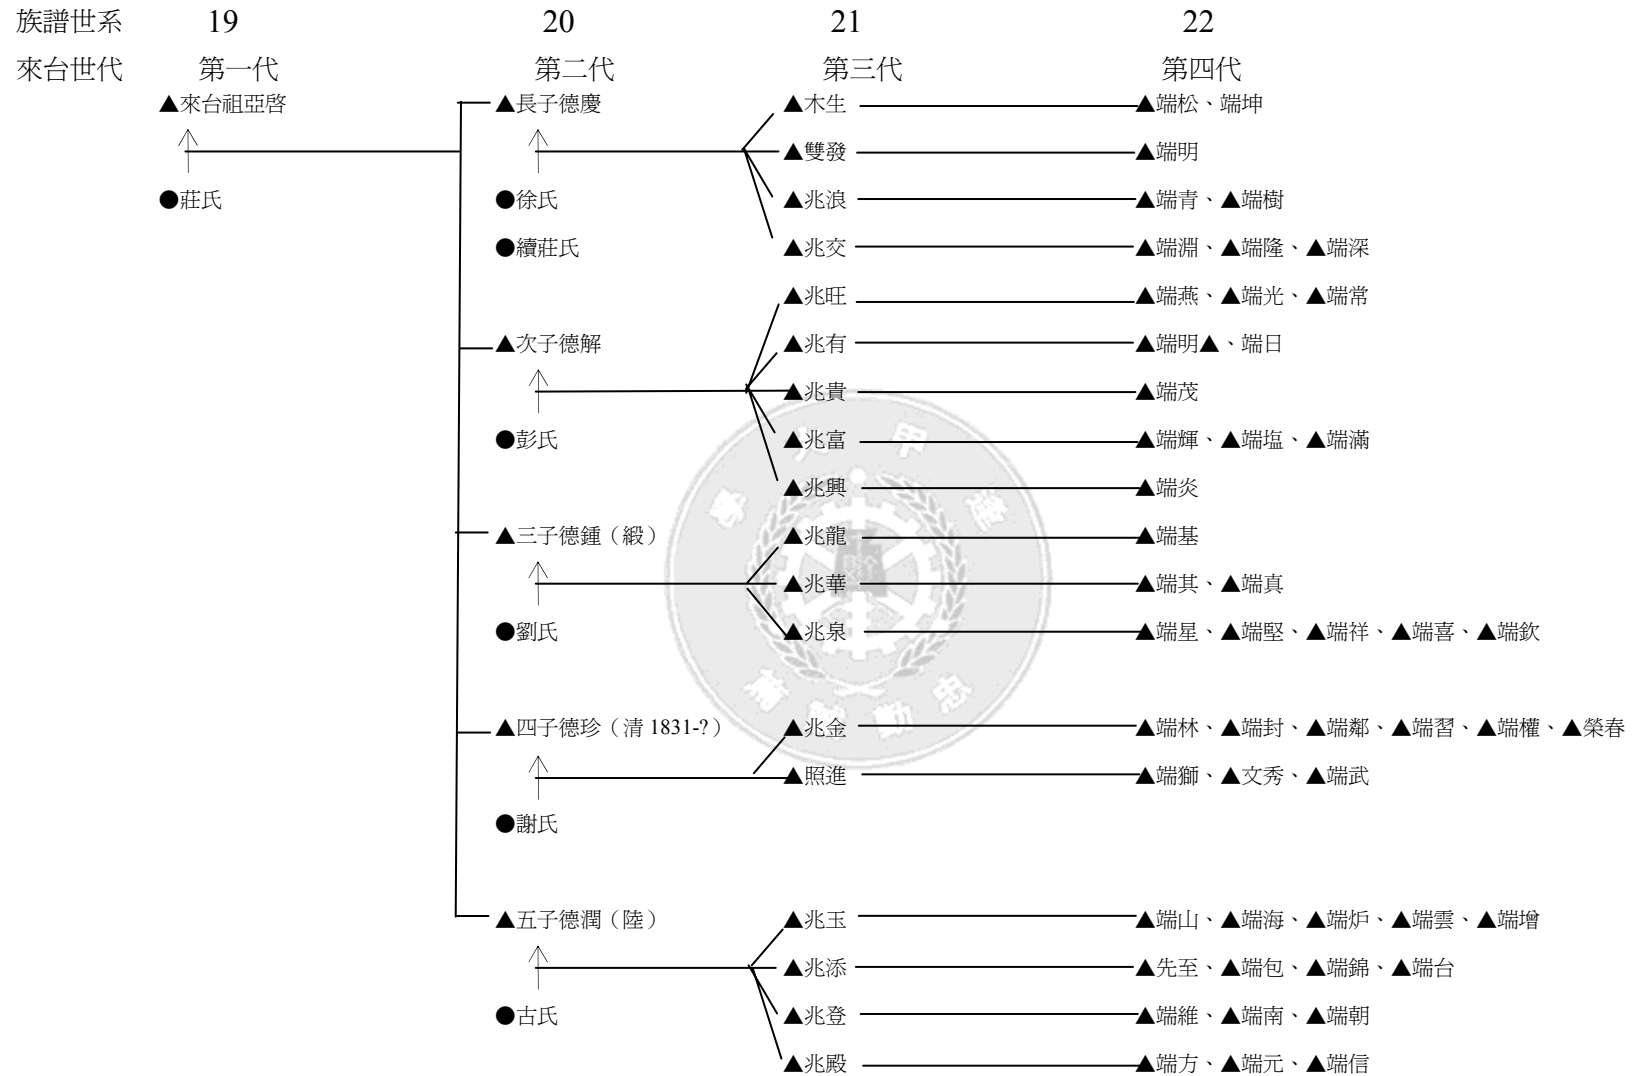 族譜世系 19 20 21 22
來台世代 第一代 第二代 第三代 第四代
▲來台祖亞啓 ▲長子德慶 ▲木生 ▲端松、端坤
▲雙發 ▲端明
●莊氏 ●徐氏 ▲兆浪 ▲端青、▲端樹
●續莊氏 ▲兆交 ▲端淵、▲端隆、▲端深
▲兆旺 ▲端燕、▲端光、▲端常
▲次子德解 ▲兆有 ▲端明▲、端日
▲兆貴 ▲端茂
●彭氏 ▲兆富 ▲端輝、▲端塩、▲端滿
▲兆興 ▲端炎
▲三子德鍾（緞） ▲兆龍 ▲端基
▲兆華 ▲端其、▲端真
●劉氏 ▲兆泉 ▲端星、▲端堅、▲端祥、▲端喜、▲端欽
▲四子德珍（清 1831-?） ▲兆金 ▲端林、▲端封、▲端鄰、▲端習、▲端權、▲榮春
▲照進 ▲端獅、▲文秀、▲端武
●謝氏
▲五子德潤（陸） ▲兆玉 ▲端山、▲端海、▲端炉、▲端雲、▲端增
▲兆添 ▲先至、▲端包、▲端錦、▲端台
●古氏 ▲兆登 ▲端維、▲端南、▲端朝
▲兆殿 ▲端方、▲端元、▲端信